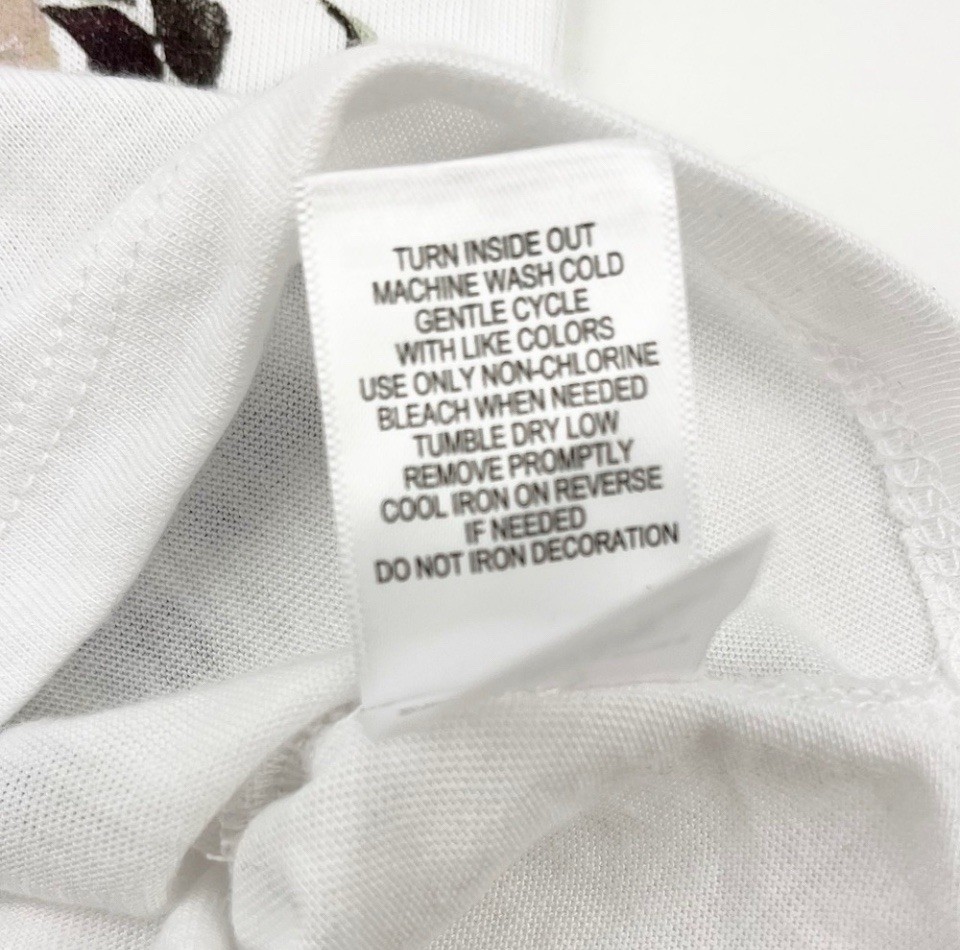 TURN INSIDE OUT
MACHINE WASH COLD
GENTLE CYCLE
WITH LIKE COLORS
USE ONLY NON-CHLORINE
BLEACH WHEN NEEDED
TUMBLE DRY LOW
REMOVE PROMPTLY
COOL IRON ON REVERSE
IF NEEDED
DO NOT IRON DECORATION